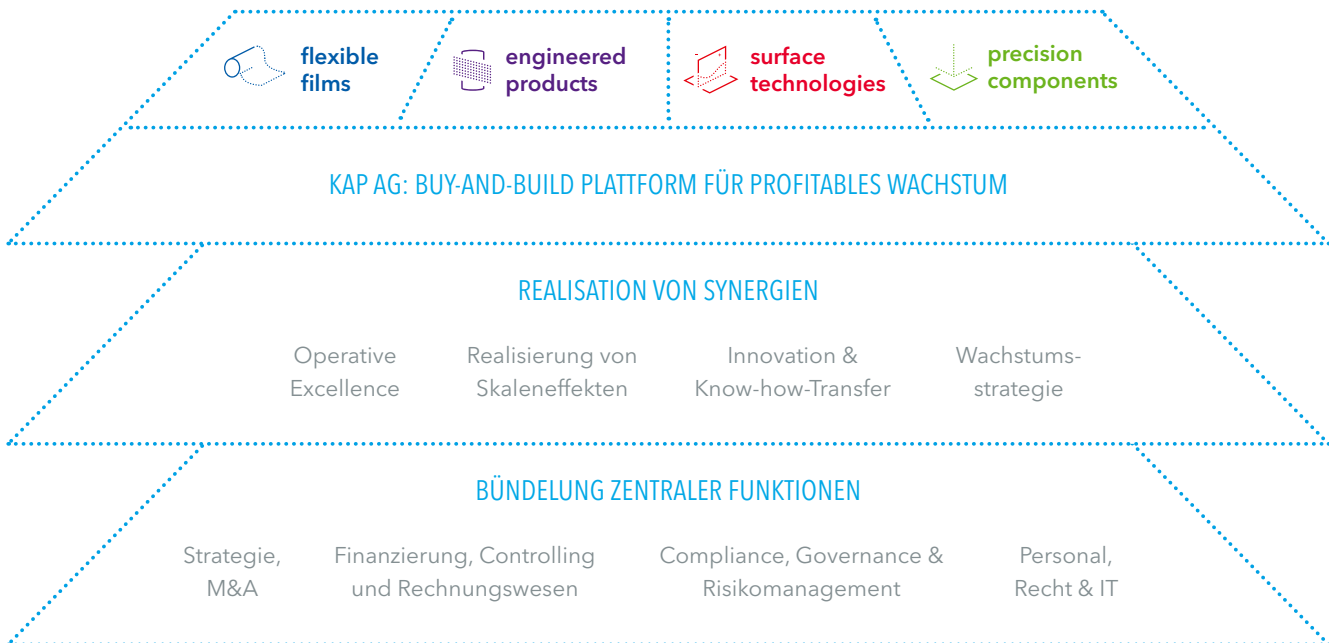 flexible
films
engineered
products
surface
technologies
precision
components
KAP AG: BUY-AND-BUILD PLATTFORM FÜR PROFITABLES WACHSTUM
REALISATION VON SYNERGIEN
Operative
Excellence
Realisierung von
Skaleneffekten
Innovation &
Know-how-Transfer
Wachstums-
strategie
BÜNDELUNG ZENTRALER FUNKTIONEN
Strategie,
M&A
Finanzierung, Controlling
und Rechnungswesen
Compliance, Governance &
Risikomanagement
Personal,
Recht & IT